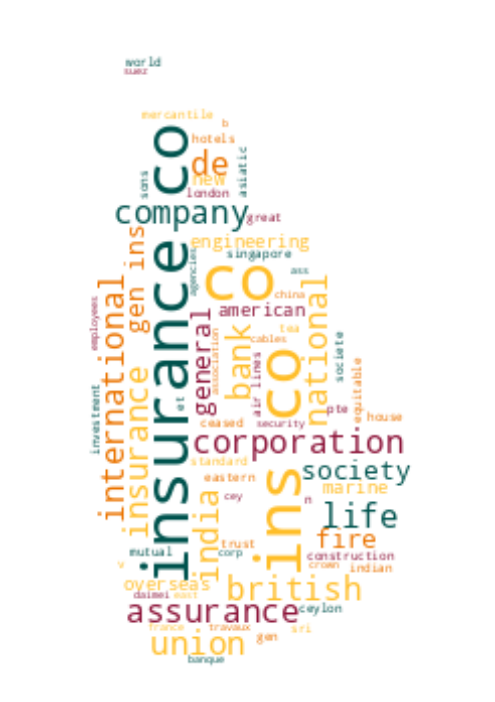 world
suez
mercantile
b
hotels
de
new
asiatic
sons
london
company
great
insurance co
gen ins
engineering
singapore
agencies
co
ass
china
international
employees
american
national
general
association
bank
tea
cables
air lines
ins co
societe
equitable
insurance
et
investment
pte
house
ceased
security
corporation
standard
society
eastern
marine
india
cey
n
life
fire
trust
mutual
corp
construction
v
crown
indian
overseas
british
daimei
east
assurance
ceylon
france
travaux
sri
gen
union
banque